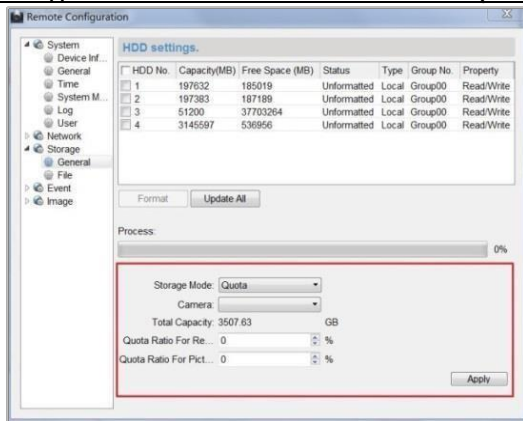 Remote Configuration
System
Device Inf...
General
Time
System M...
Log
User
Network
Storage
General
File
Event
Image
HDD settings.
HDD No. Capacity(MB) Free Space (MB) Status Type Group No. Property
1 197632 185019 Unformatted Local Group00 Read/Write
2 197383 187189 Unformatted Local Group00 Read/Write
3 51200 37703264 Unformatted Local Group00 Read/Write
4 3145597 536956 Unformatted Local Group00 Read/Write
Format Update All
Process:
0%
Storage Mode: Quota
Camera:
Total Capacity: 3507.63 GB
Quota Ratio For Re... 0 %
Quota Ratio For Pict... 0 %
Apply